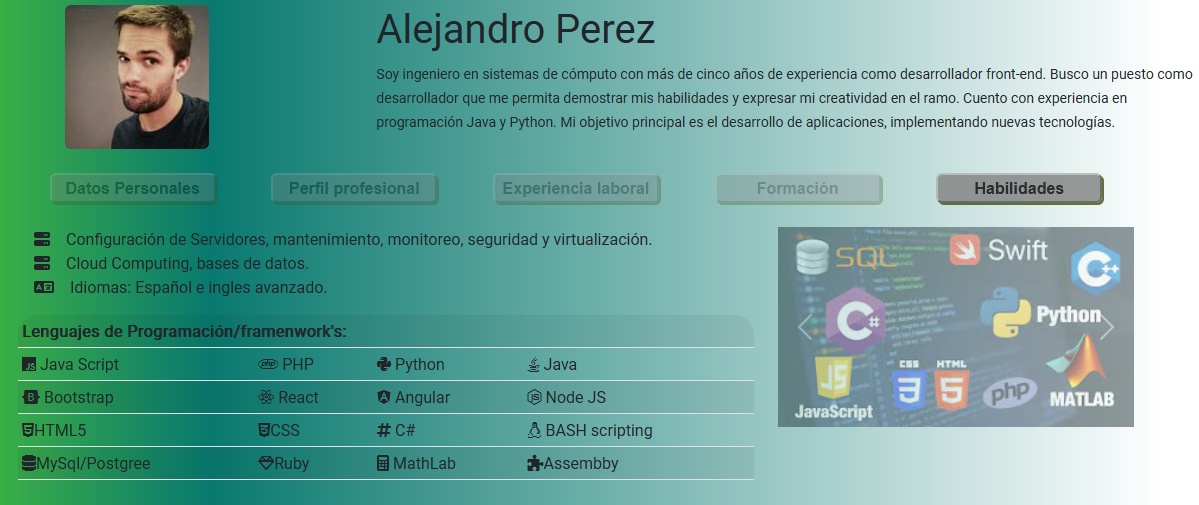 Alejandro Perez
Soy ingeniero en sistemas de cómputo con más de cinco años de experiencia como desarrollador front-end. Busco un puesto como
desarrollador que me permita demostrar mis habilidades y expresar mi creatividad en el ramo. Cuento con experiencia en
programación Java y Python. Mi objetivo principal es el desarrollo de aplicaciones, implementando nuevas tecnologías.
Datos Personales Perfil profesional Experiencia laboral Formación Habilidades
Configuración de Servidores, mantenimiento, monitoreo, seguridad y virtualización.
Cloud Computing, bases de datos.
Idiomas: Español e ingles avanzado.
Lenguajes de Programación/framenwork's:
Java Script PHP Python Java
Bootstrap React Angular Node JS
HTML5 CSS C# BASH scripting
MySql/Postgree Ruby MathLab Assembby
SQL Swift
C++
C# Python
JS CSS 3 HTML 5 php
JavaScript MATLAB